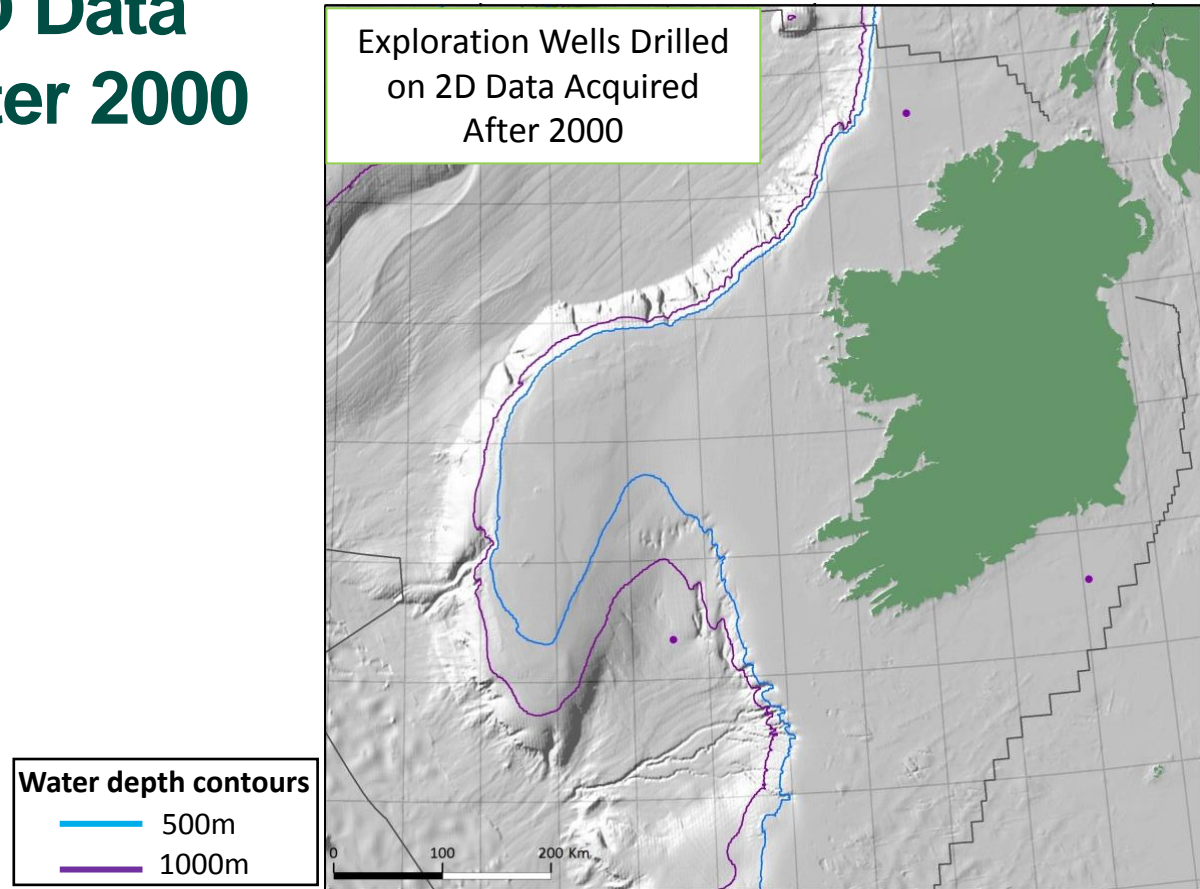 Data
ter 2000
Exploration Wells Drilled
on 2D Data Acquired
After 2000
Water depth contours
500m
1000m
0 100 200 Km